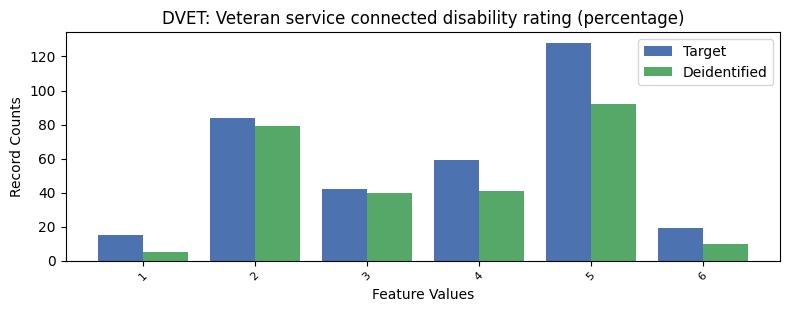 DVET: Veteran service connected disability rating (percentage)
Target
Deidentified
Record Counts
120
100
80
60
40
20
0
1 2 3 4 5 6
Feature Values